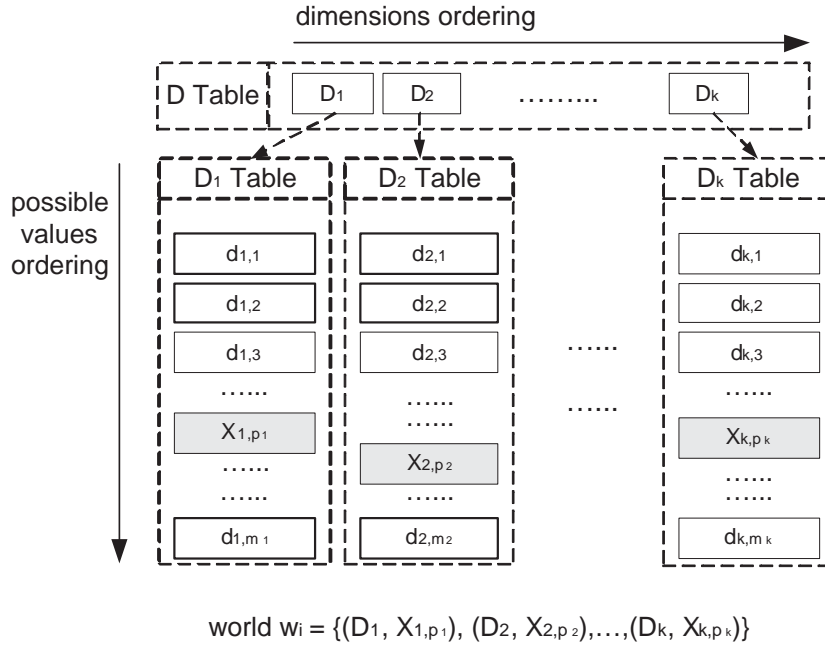 dimensions ordering
D Table D1 D2 ……... Dk
D1 Table D2 Table Dk Table
possible
values
ordering
d1,1 d2,1 dk,1
d1,2 d2,2 dk,2
d1,3 d2,3 …… dk,3
…... …... …...
…... ……
X1,p1 Xk,pk
X2,p2
…... …...
…... …... …...
d1,m1 d2,m2 dk,mk
world wi = {(D1, X1,p1), (D2, X2,p2),…,(Dk, Xk,pk)}